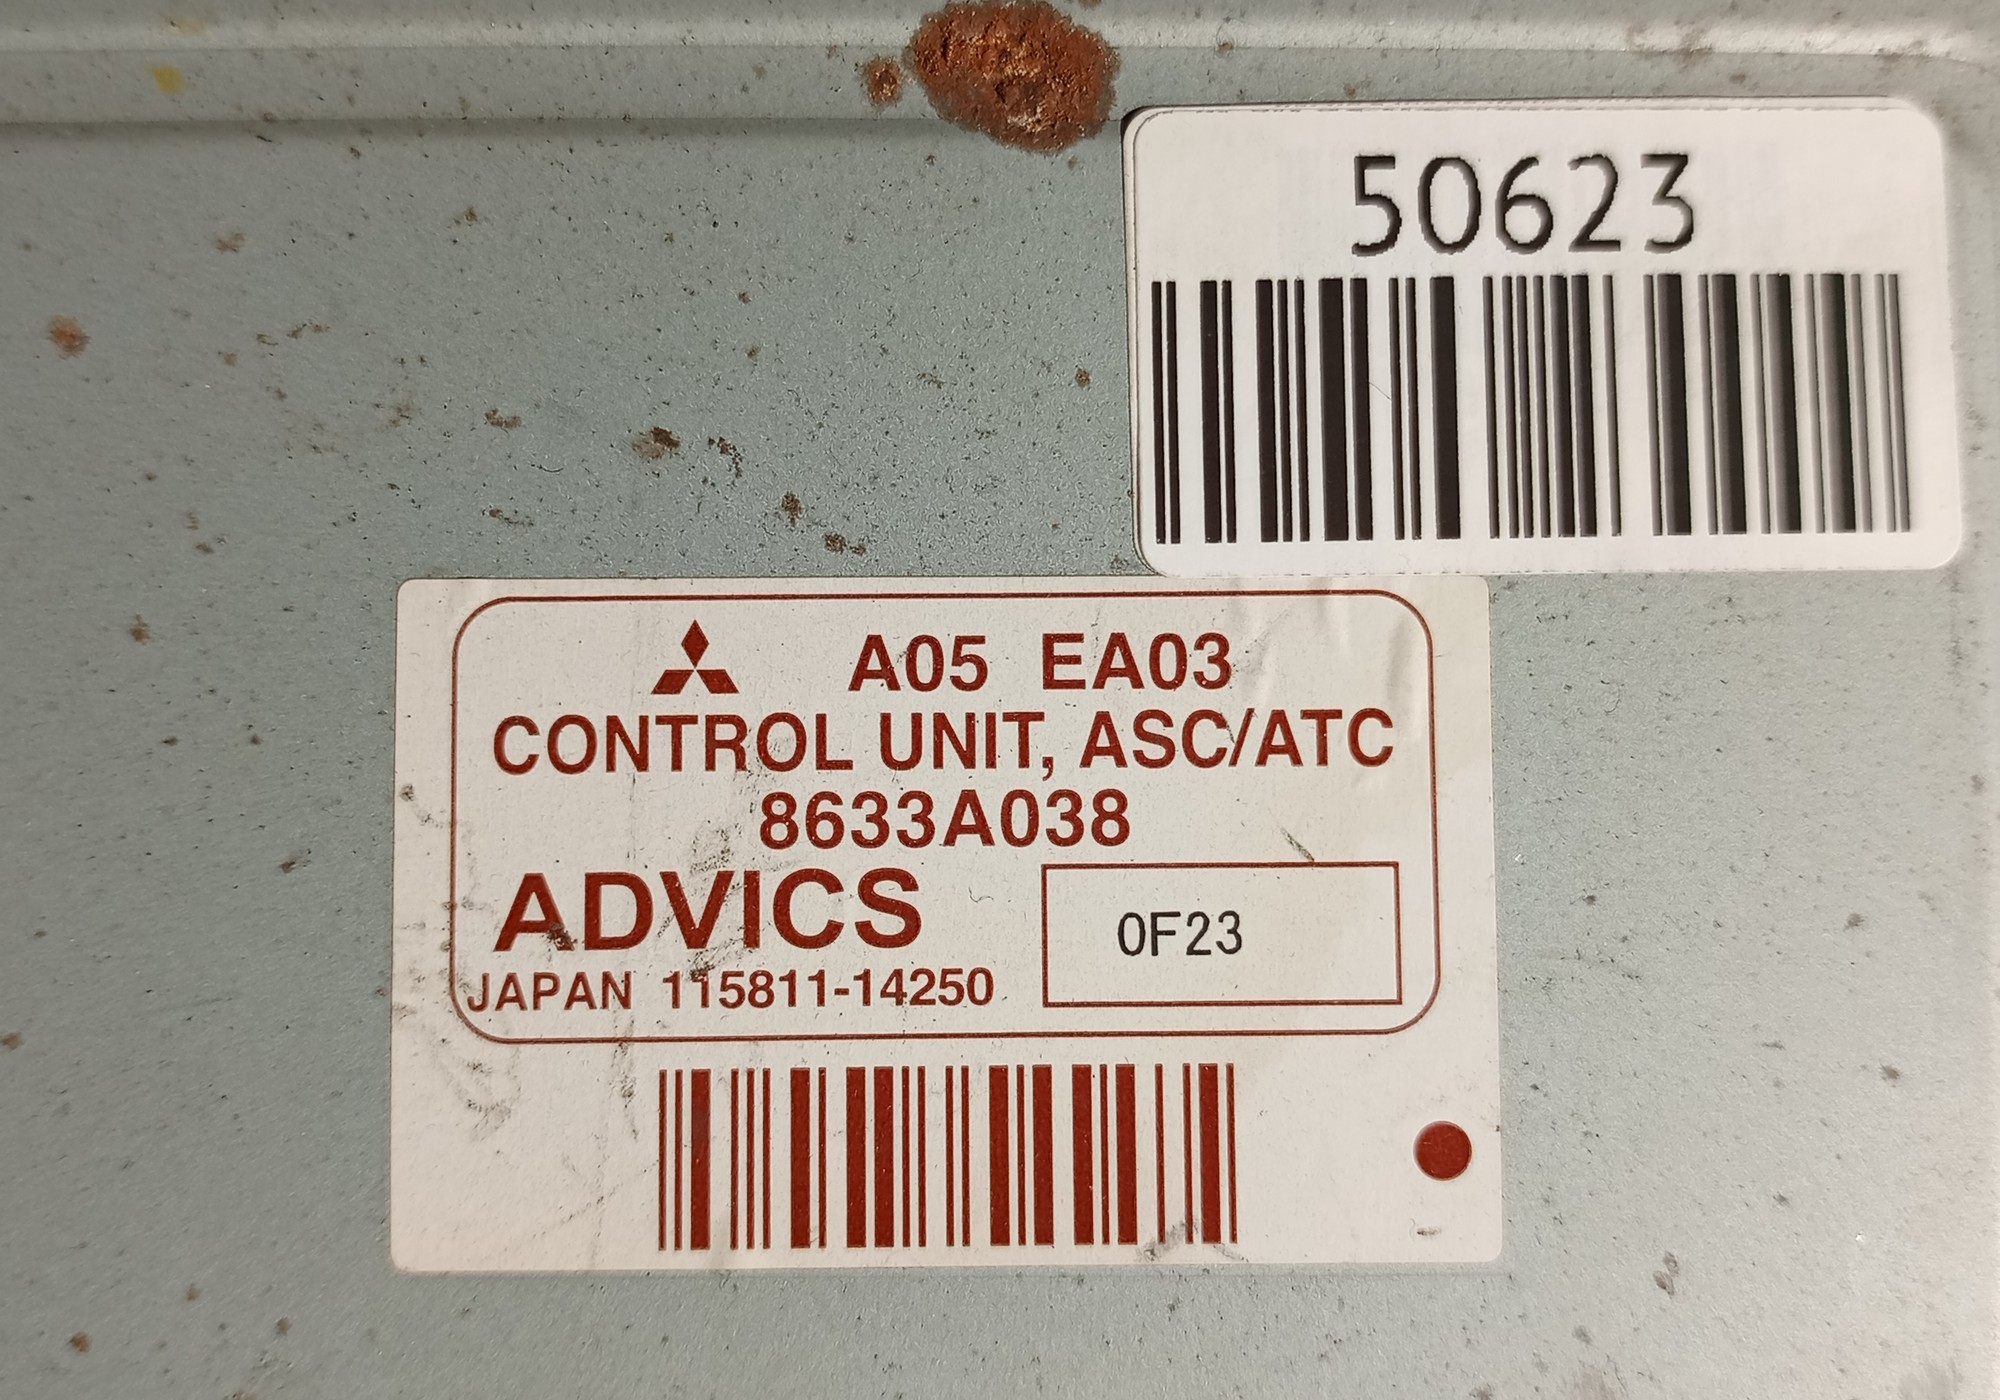 50623
A05 EA03
CONTROL UNIT, ASC/ATC
8633A038
ADVICS
0F23
JAPAN 115811-14250